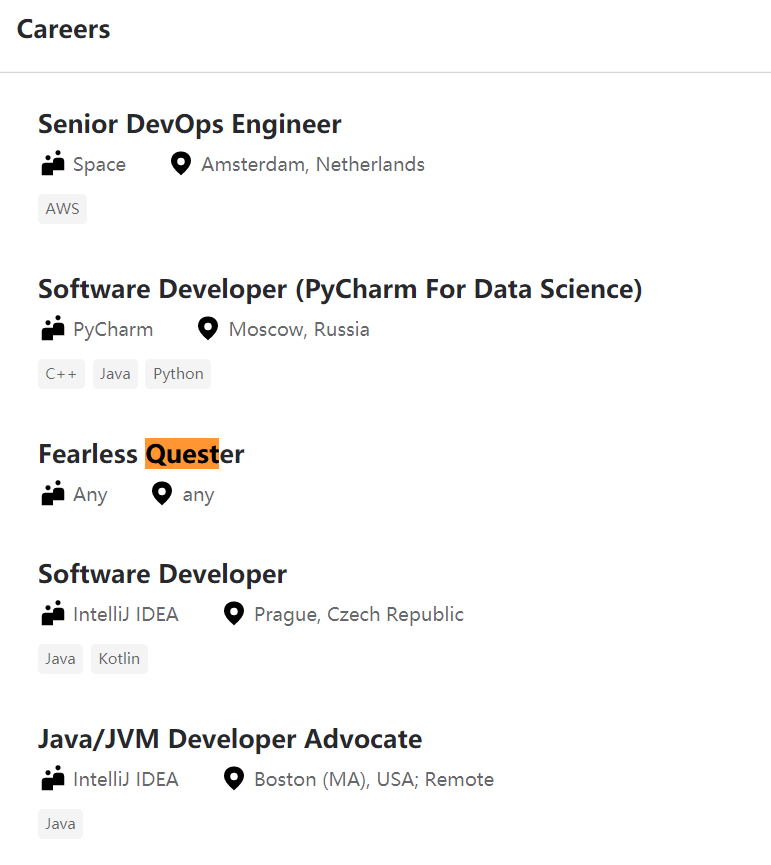 Careers
Senior DevOps Engineer
Space Amsterdam, Netherlands
AWS
Software Developer (PyCharm For Data Science)
PyCharm Moscow, Russia
C++ Java Python
Fearless Quester
Any any
Software Developer
IntelliJ IDEA Prague, Czech Republic
Java Kotlin
Java/JVM Developer Advocate
IntelliJ IDEA Boston (MA), USA; Remote
Java